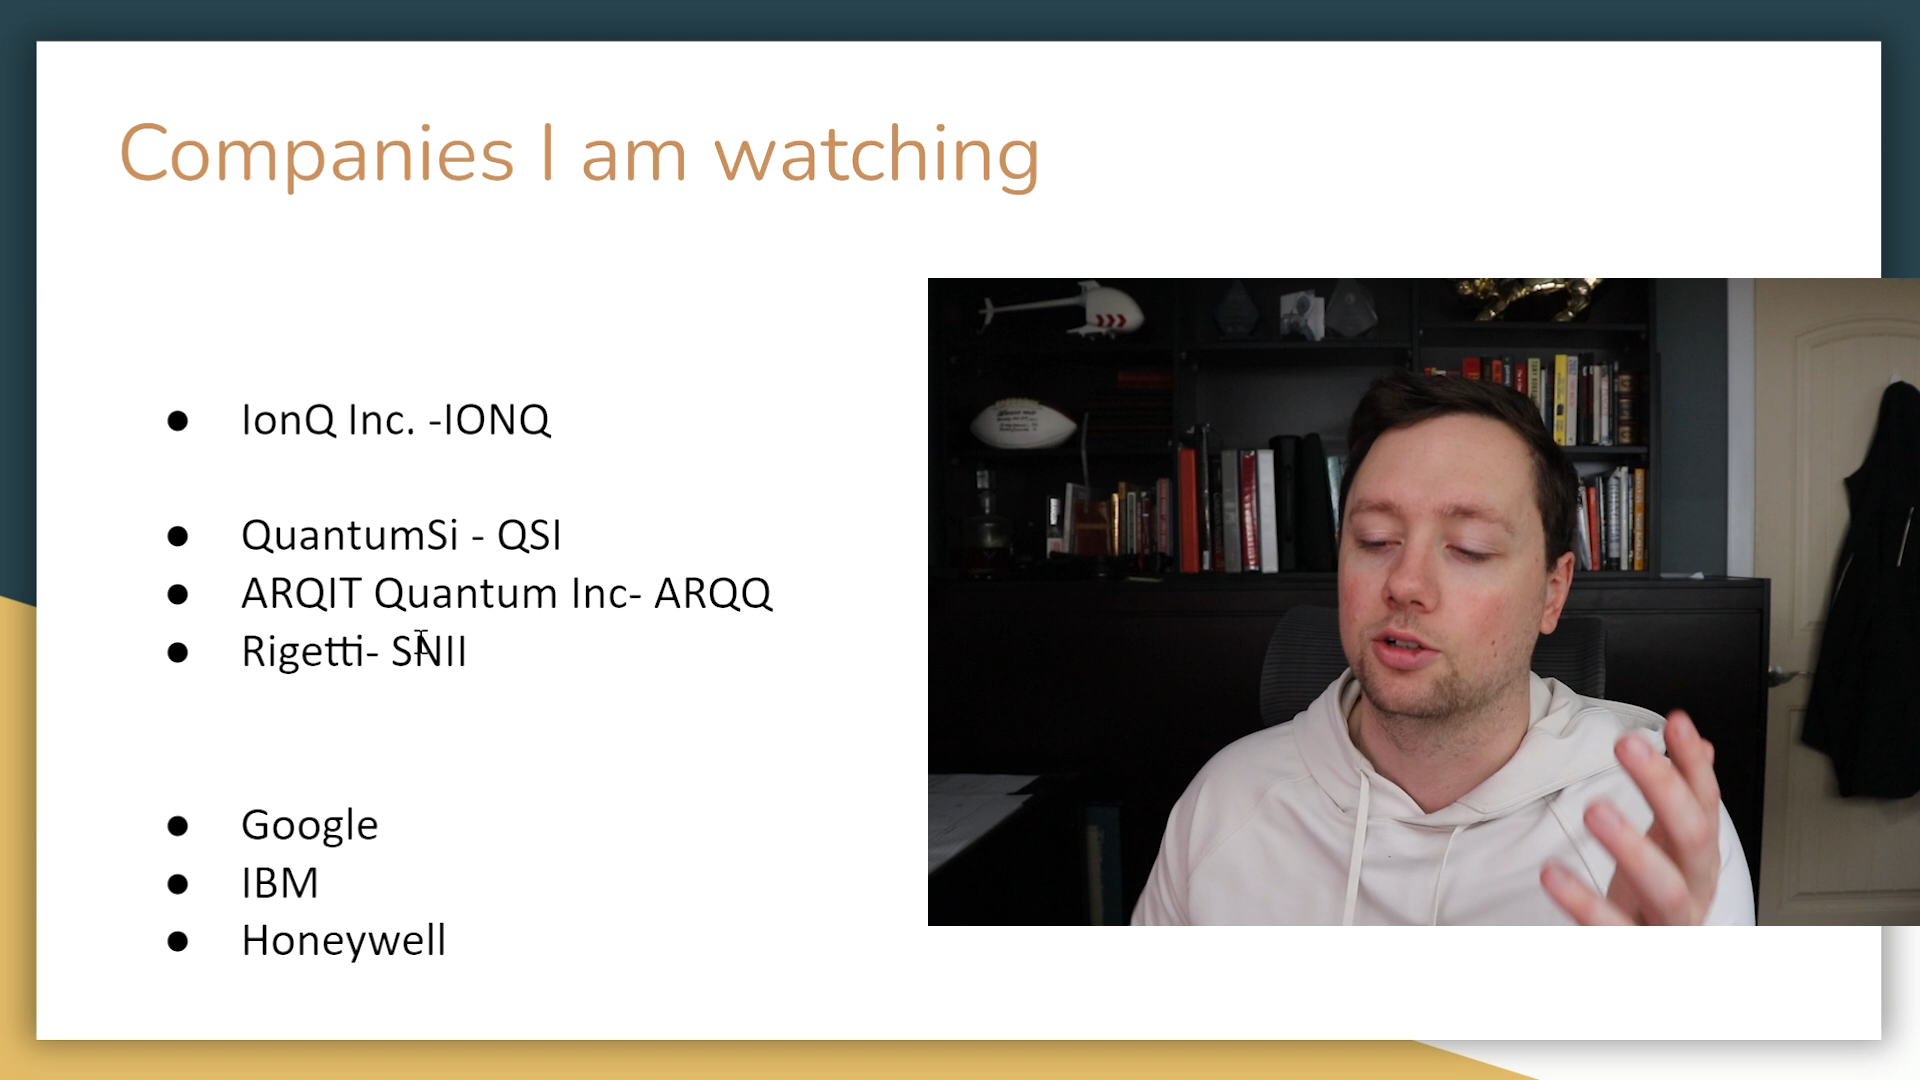 Companies I am watching
● IonQ Inc. -IONQ
● QuantumSi - QSI
● ARQIT Quantum Inc- ARQQ
● Rigetti- SNII
● Google
● IBM
● Honeywell